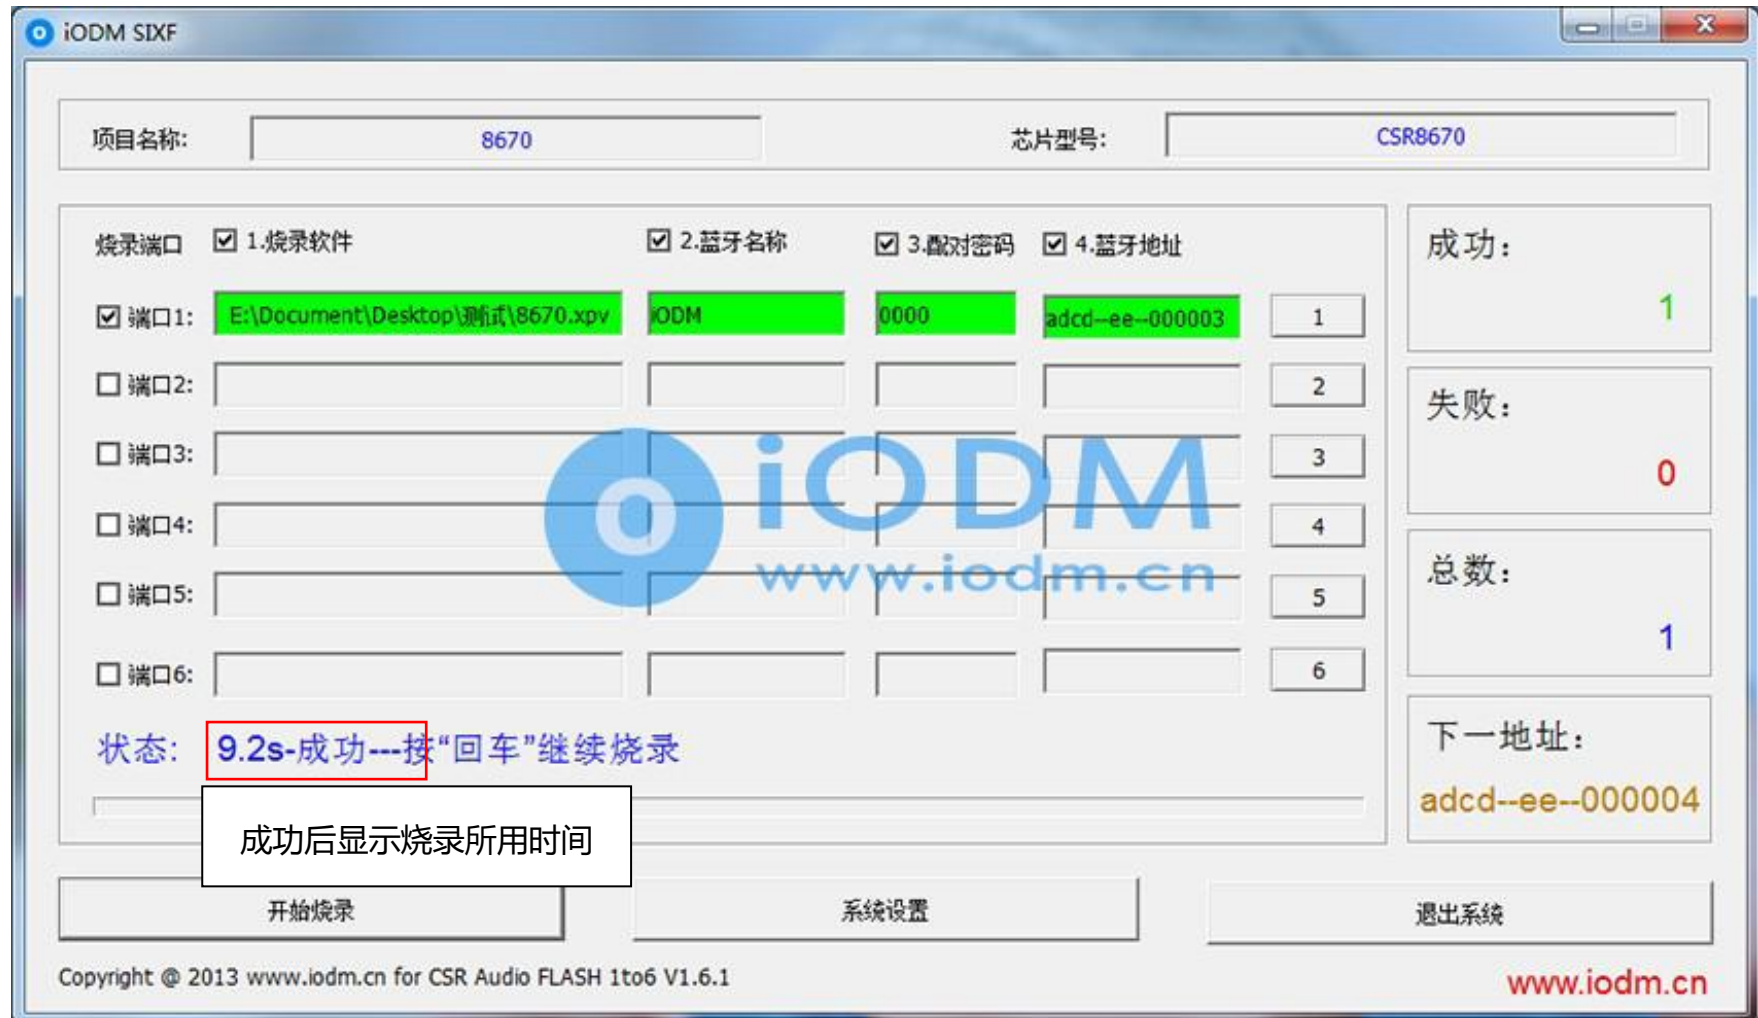 iODM SIXF
项目名称: 8670 芯片型号: CSR8670
烧录端口 1.烧录软件 2.蓝牙名称 3.配对密码 4.蓝牙地址
端口1: E:\Document\Desktop\测试\8670.xpv iODM 0000 adcd--ee--000003 1
端口2: 2
端口3: 3
端口4: 4
端口5: 5
端口6: 6
iODM
www.iodm.cn
状态: 9.2s-成功---按“回车”继续烧录
成功后显示烧录所用时间
成功:
1
失败:
0
总数:
1
下一地址:
adcd--ee--000004
开始烧录 系统设置 退出系统
Copyright @ 2013 www.iodm.cn for CSR Audio FLASH 1to6 V1.6.1
www.iodm.cn